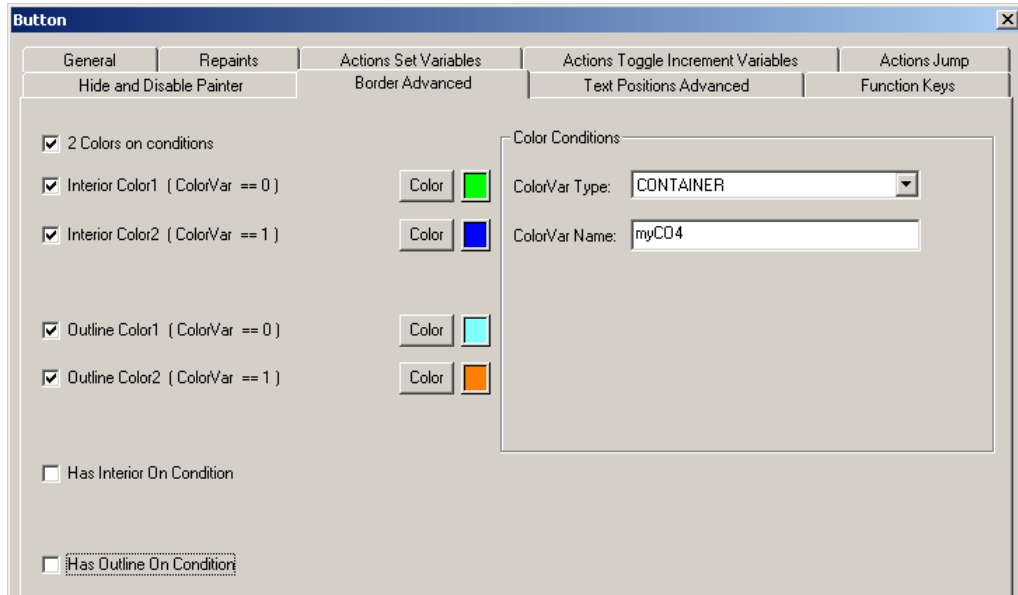 Button
General
Repaints
Actions Set Variables
Actions Toggle Increment Variables
Actions Jump
Hide and Disable Painter
Border Advanced
Text Positions Advanced
Function Keys
2 Colors on conditions
Interior Color1 ( ColorVar == 0 )
Color
Interior Color2 ( ColorVar == 1 )
Color
Outline Color1 ( ColorVar == 0 )
Color
Outline Color2 ( ColorVar == 1 )
Color
Has Interior On Condition
Has Outline On Condition
Color Conditions
ColorVar Type:
CONTAINER
ColorVar Name:
myCO4